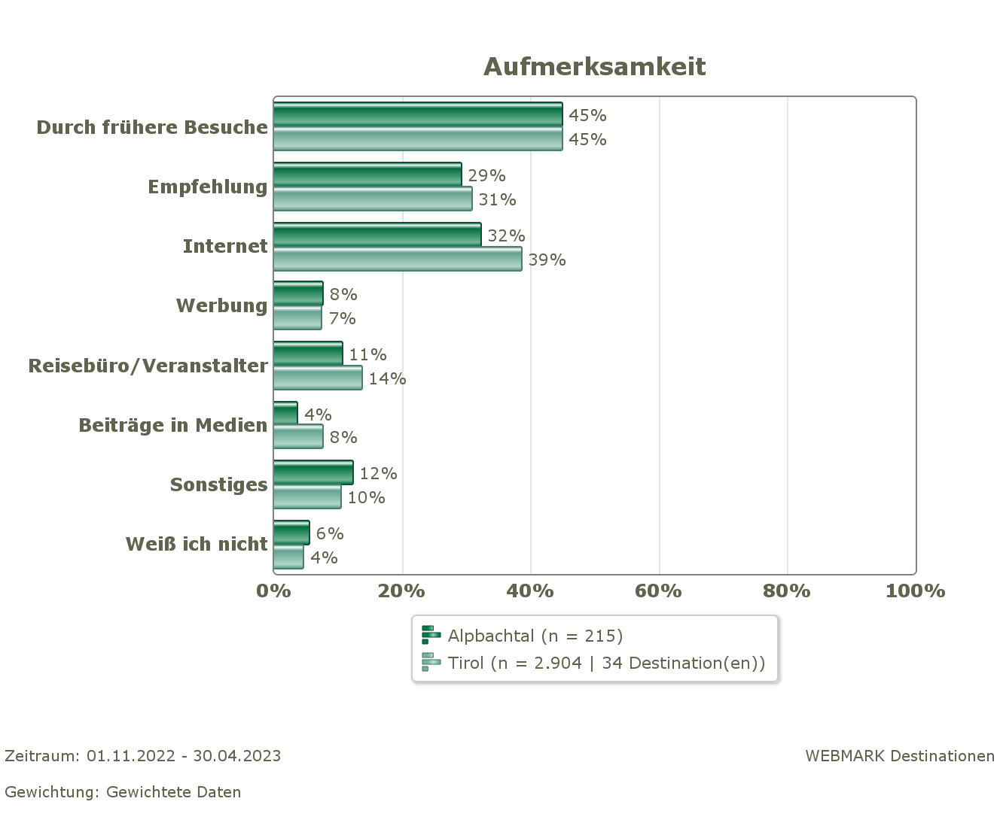 Aufmerksamkeit
Durch frühere Besuche
45%
45%
Empfehlung
29%
31%
Internet
32%
39%
Werbung
8%
7%
Reisebüro/Veranstalter
11%
14%
Beiträge in Medien
4%
8%
Sonstiges
12%
10%
Weiß ich nicht
6%
4%
0% 20% 40% 60% 80% 100%
Alpbachtal (n = 215)
Tirol (n = 2.904 | 34 Destination(en))
Zeitraum: 01.11.2022 - 30.04.2023
WEBMARK Destinationen
Gewichtung: Gewichtete Daten